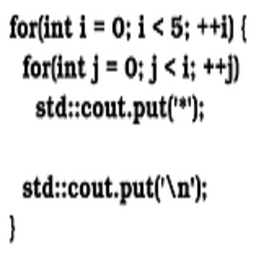 for(int i = 0; i < 5; ++i) {
for(int j = 0; j < i; ++j)
std::cout.put('*');
std::cout.put('\n');
}